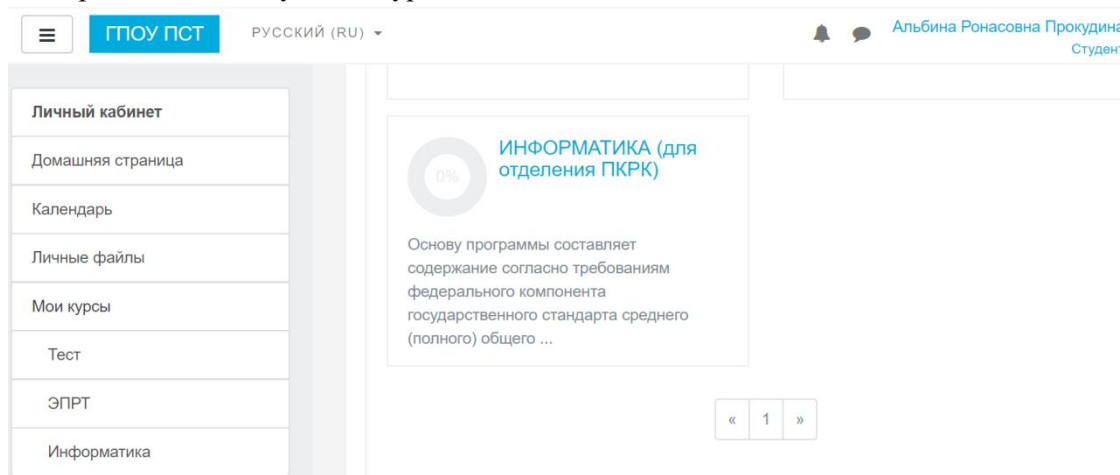 ГПОУ ПСТ
РУССКИЙ (RU)
Альбина Ронасовна Прокудина
Студент
Личный кабинет
Домашняя страница
Календарь
Личные файлы
Мои курсы
Тест
ЭПРТ
Информатика
0%
ИНФОРМАТИКА (для
отделения ПКРК)
Основу программы составляет
содержание согласно требованиям
федерального компонента
государственного стандарта среднего
(полного) общего ...
« 1 »